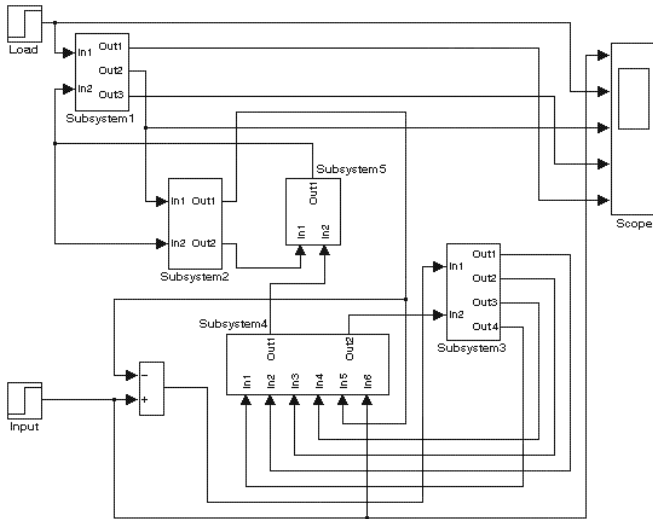 Load
In1
Out1
Out2
In2
Out3
Subsystem1
Scope
Subsystem5
Out1
In1
In2
In1
Out1
In2
Out2
Subsystem2
Out1
In1
Out2
Out3
In2
Out4
Subsystem3
Subsystem4
Out1
Out2
In1
In2
In3
In4
In5
In6
−
+
Input